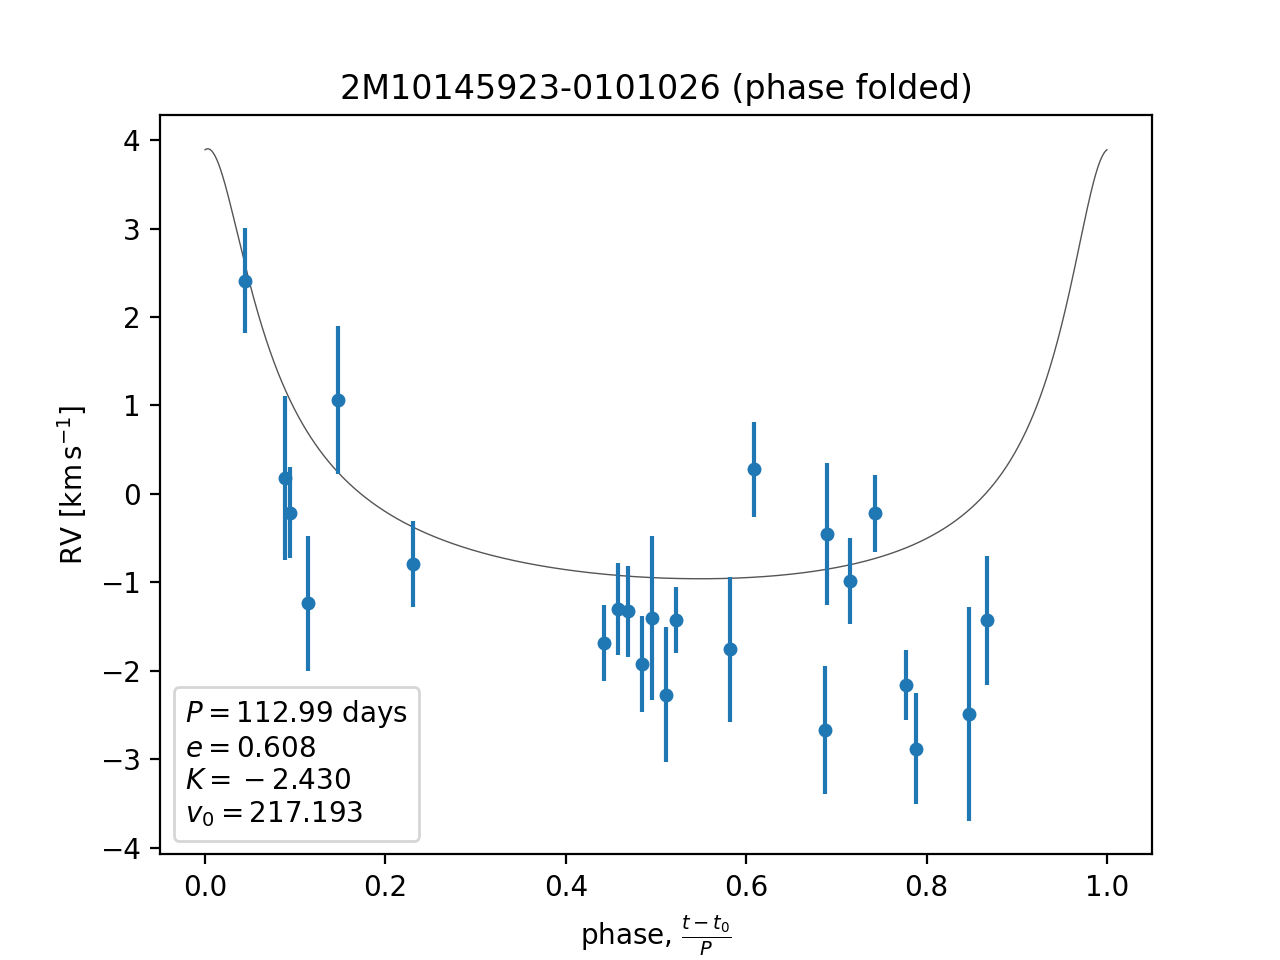 2M10145923-0101026 (phase folded)
4
3
2
1
0
−1
−2
−3
−4
RV [km s⁻¹]
P = 112.99 days
e = 0.608
K = −2.430
v₀ = 217.193
0.0 0.2 0.4 0.6 0.8 1.0
phase, (t − t₀)/P